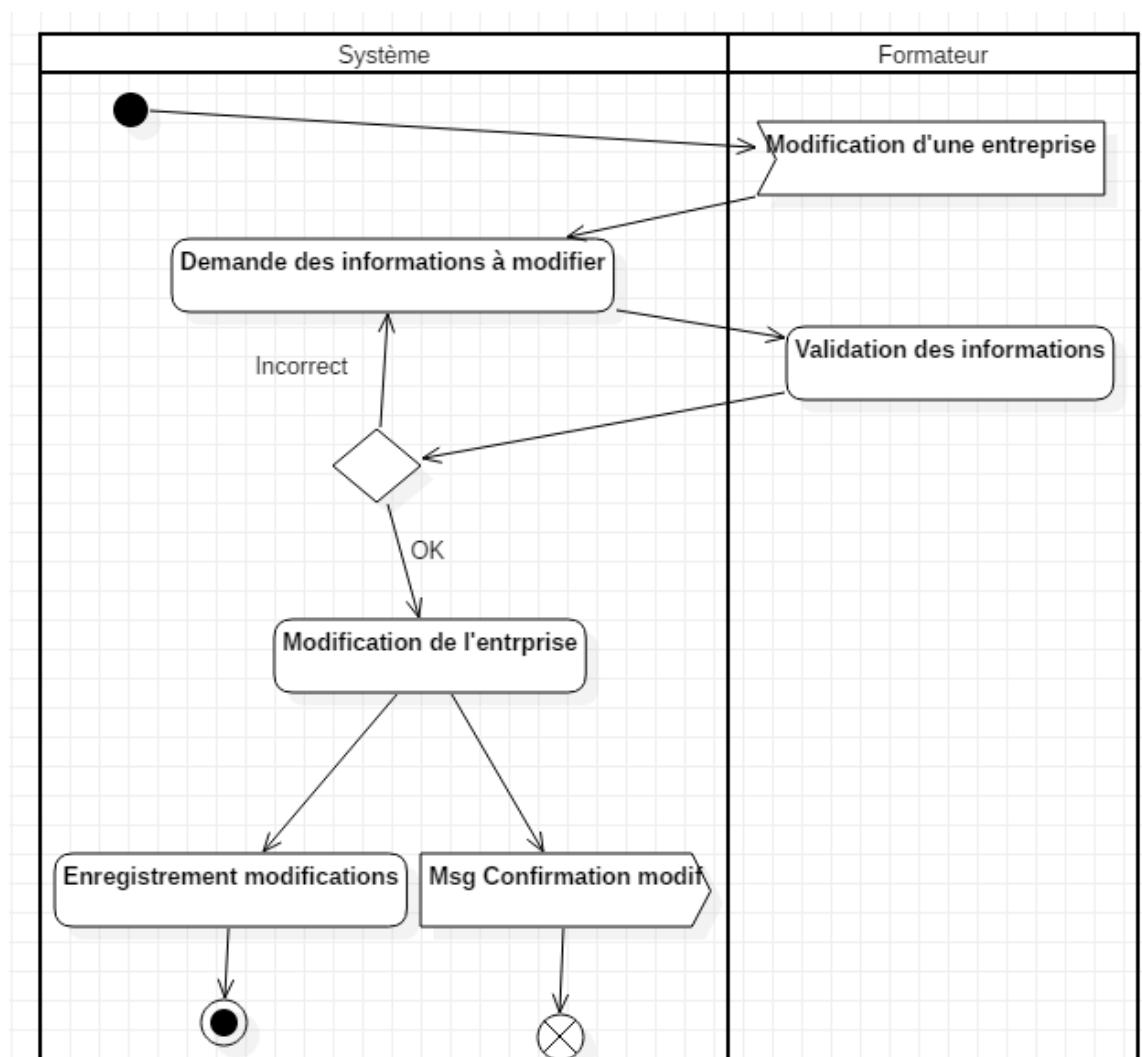 Système
Formateur
Modification d'une entreprise
Demande des informations à modifier
Validation des informations
Incorrect
OK
Modification de l'entrprise
Enregistrement modifications
Msg Confirmation modif